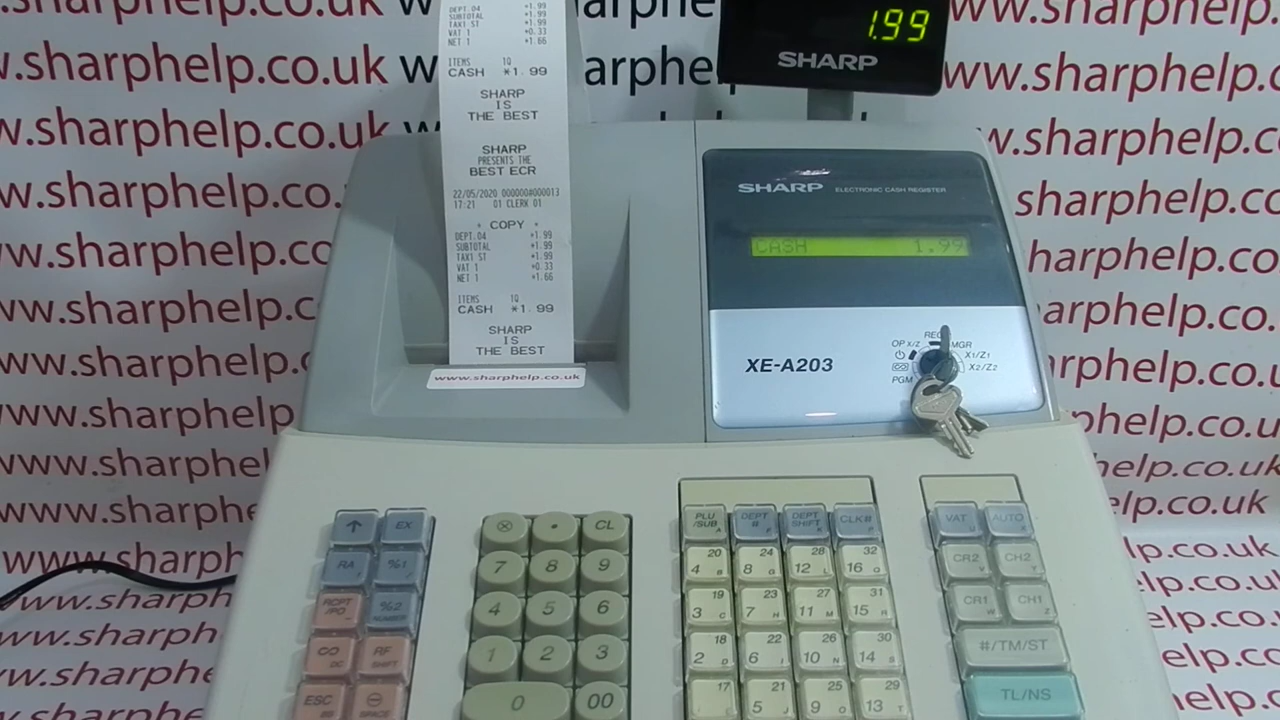 www.sharphelp.co.uk
DEPT.04 *1.99
SUBTOTAL *1.99
TAX1 ST *1.99
VAT 1 *0.33
NET 1 *1.66
ITEMS 1Q
CASH *1.99
SHARP
IS
THE BEST
SHARP
PRESENTS THE
BEST ECR
22/05/2020 000000#000013
17:21 01 CLERK 01
* COPY *
DEPT.04 *1.99
SUBTOTAL *1.99
TAX1 ST *1.99
VAT 1 *0.33
NET 1 *1.66
ITEMS 1Q
CASH *1.99
SHARP
IS
THE BEST
www.sharphelp.co.uk
1.99
SHARP
SHARP ELECTRONIC CASH REGISTER
CASH 1.99
XE-A203
REG
OP X/Z MGR
X1/Z1
X2/Z2
PGM
↑ EX
RA %1
RCPT/PO %2 NUMBER
CO DC RF SHIFT
ESC BS ⊖ SPACE
⊗ • CL
7 8 9
4 5 6
1 2 3
0 00
PLU/SUB A DEPT# F DEPT SHIFT K CLK# P
20 4 B 24 8 G 28 12 L 32 16 Q
19 3 C 23 7 H 27 11 M 31 15 R
18 2 D 22 6 I 26 10 N 30 14 S
17 21 5 J 25 9 O 29 13 T
VAT U AUTO
CR2 V CH2 Y
CR1 W CH1 Z
#/TM/ST
TL/NS